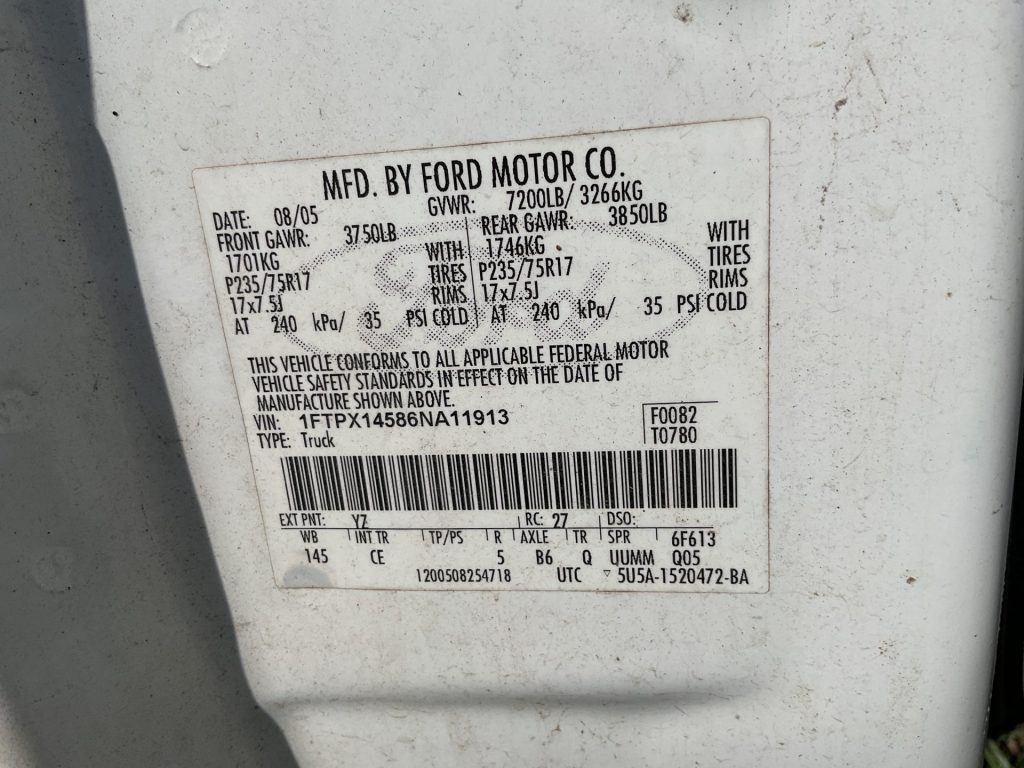 MFD. BY FORD MOTOR CO.
DATE: 08/05 GVWR: 7200LB/ 3266KG
FRONT GAWR: 3750LB REAR GAWR: 3850LB
1701KG WITH 1746KG WITH
P235/75R17 TIRES P235/75R17 TIRES
17x7.5J RIMS 17x7.5J RIMS
AT 240 kPa/ 35 PSI COLD AT 240 kPa/ 35 PSI COLD
THIS VEHICLE CONFORMS TO ALL APPLICABLE FEDERAL MOTOR
VEHICLE SAFETY STANDARDS IN EFFECT ON THE DATE OF
MANUFACTURE SHOWN ABOVE.
VIN: 1FTPX14586NA11913 F0082
TYPE: Truck T0780
EXT PNT: YZ RC: 27 DSO:
WB INT TR TP/PS R AXLE TR SPR 6F613
145 CE 5 B6 Q UUMM Q05
1200508254718 UTC 5U5A-1520472-BA
Ford